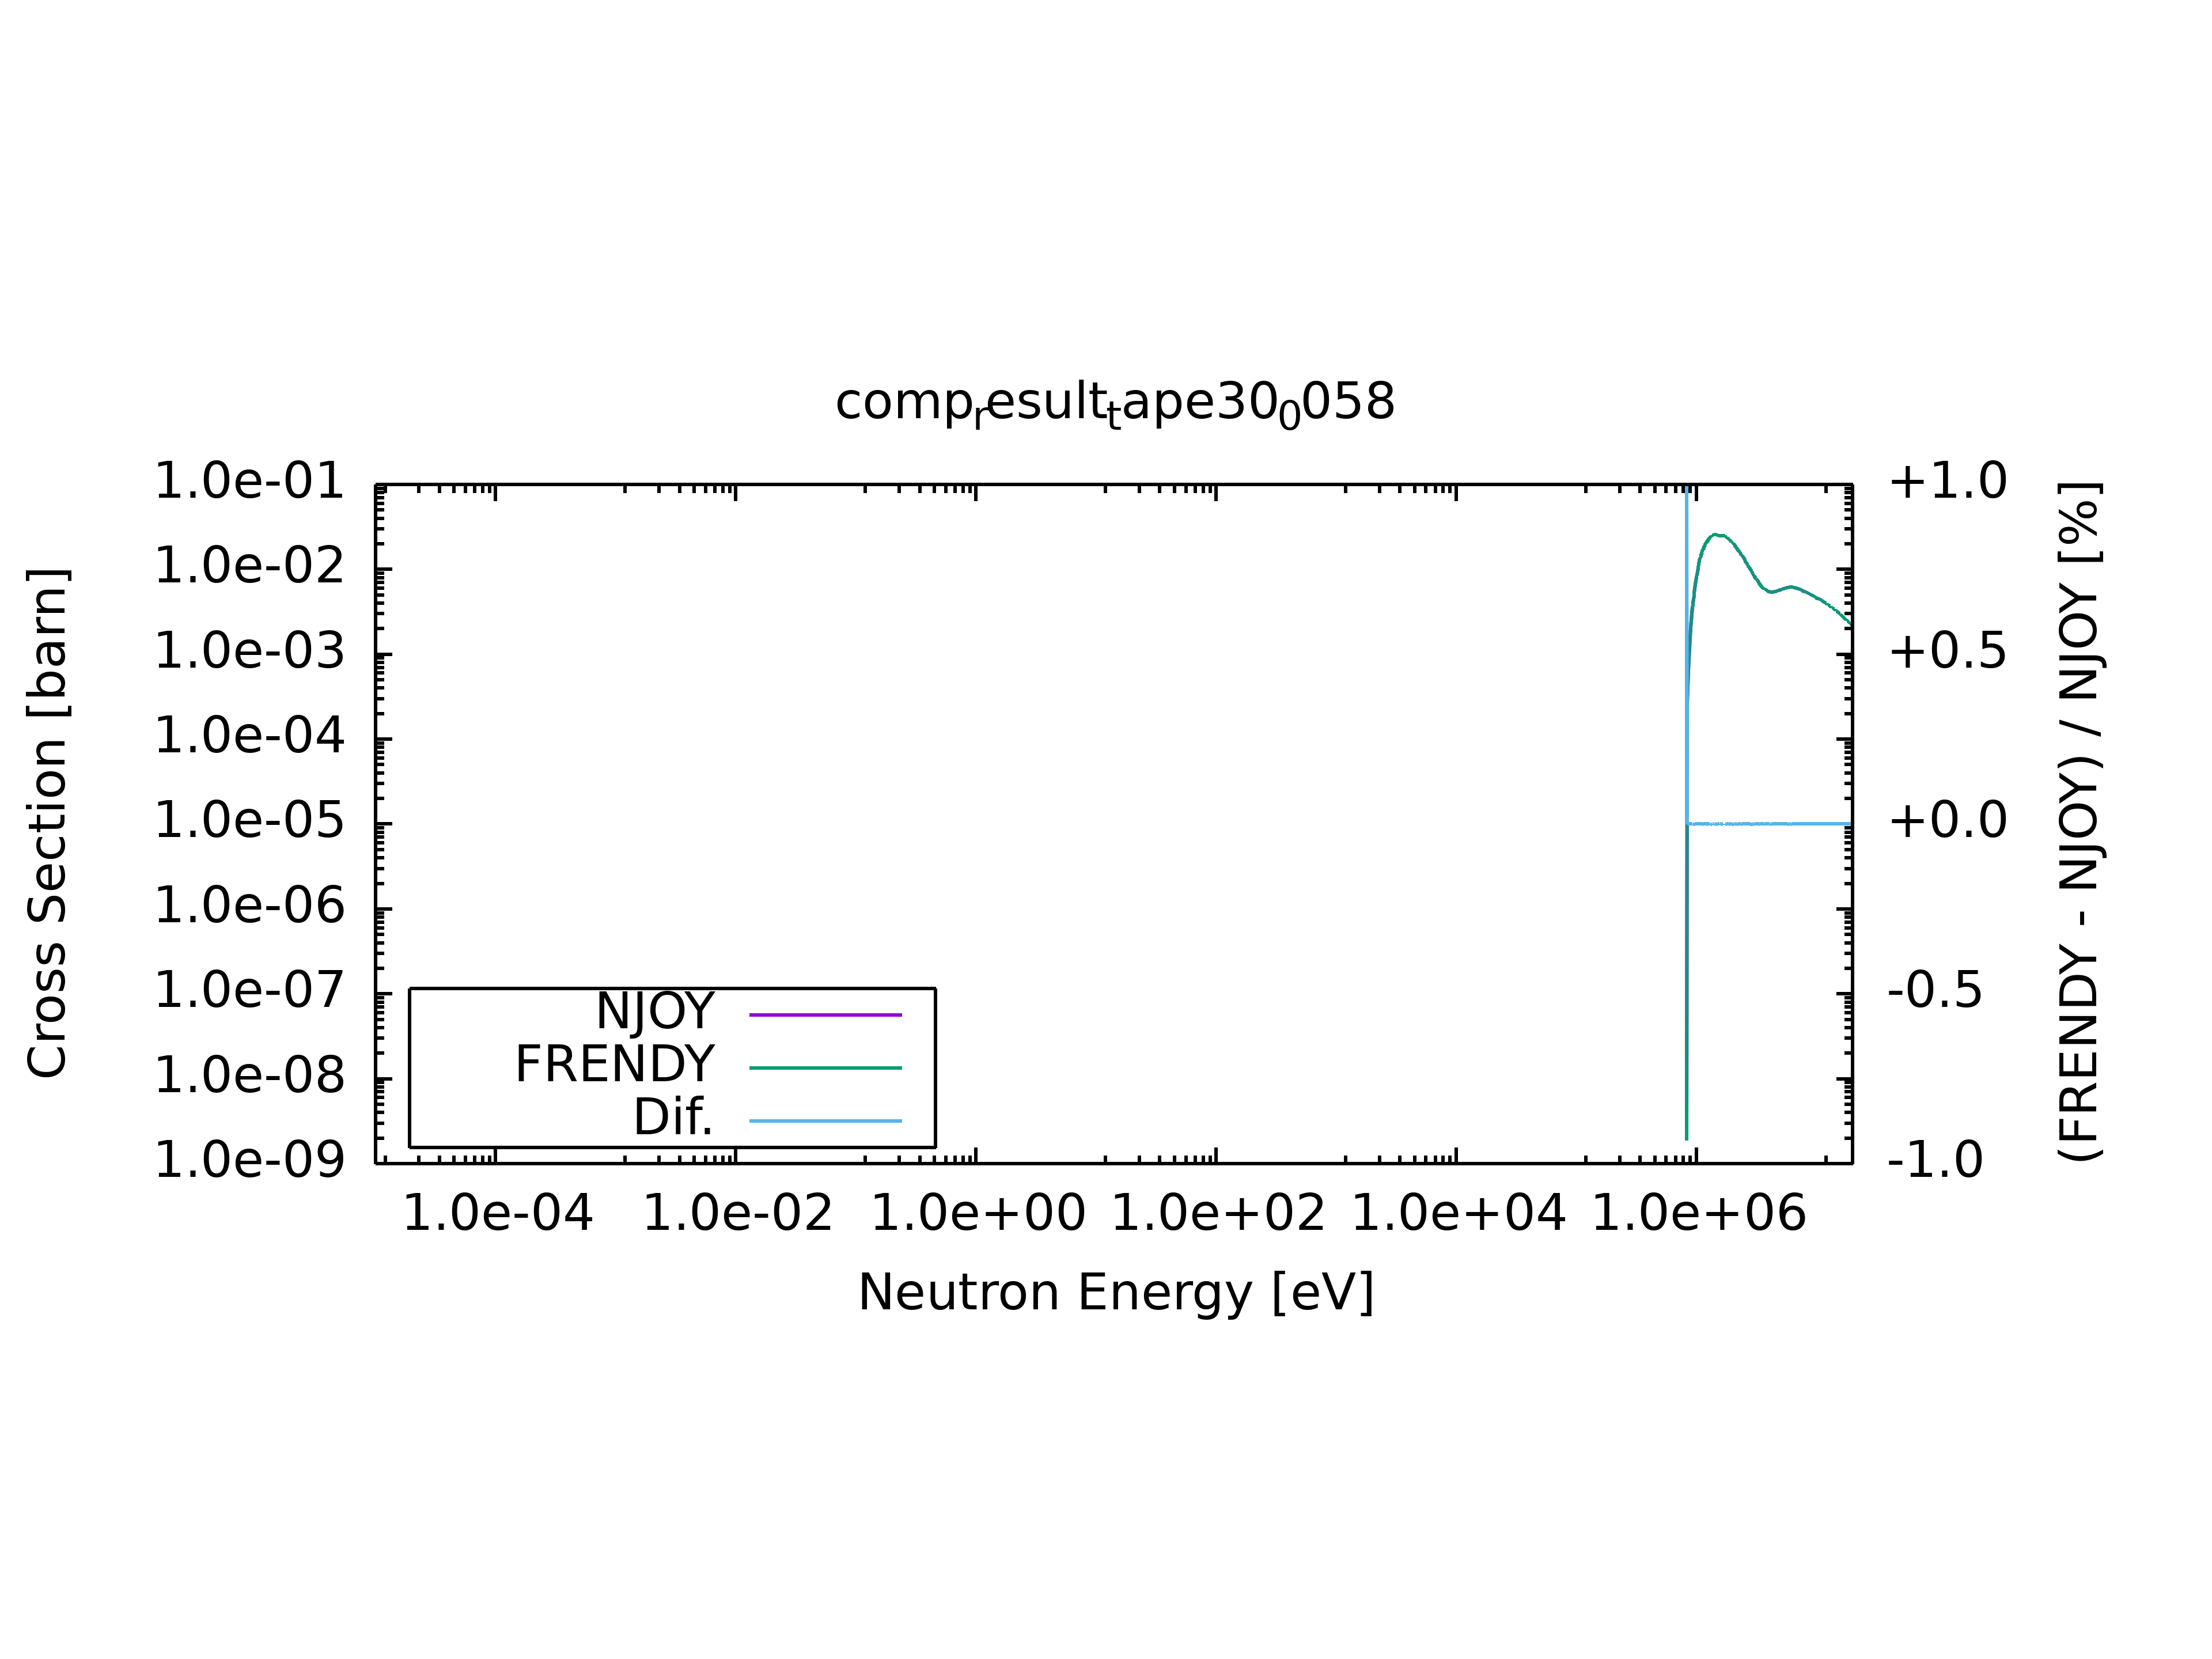 comp_result_tape30_0058
1.0e-01
1.0e-02
1.0e-03
1.0e-04
1.0e-05
1.0e-06
1.0e-07
1.0e-08
1.0e-09
Cross Section [barn]
+1.0
+0.5
+0.0
-0.5
-1.0
(FRENDY - NJOY) / NJOY [%]
NJOY
FRENDY
Dif.
1.0e-04 1.0e-02 1.0e+00 1.0e+02 1.0e+04 1.0e+06
Neutron Energy [eV]